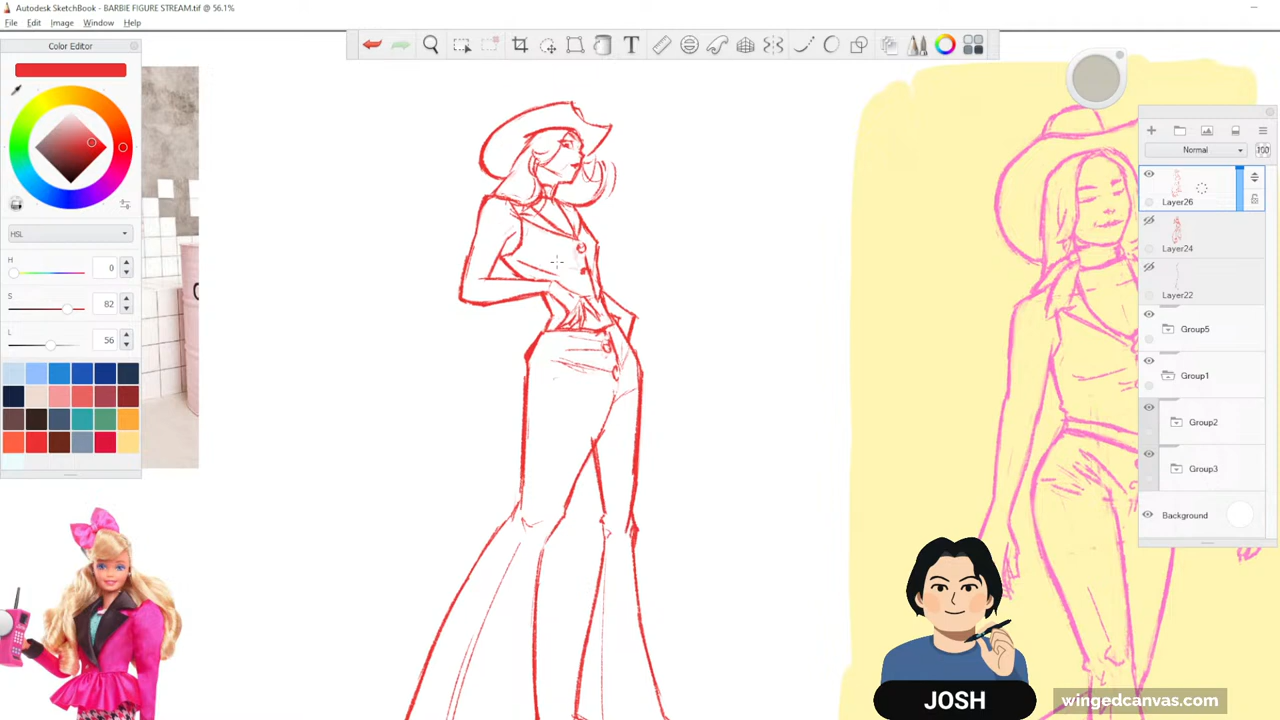 Autodesk SketchBook - BARBIE FIGURE STREAM.tif @ 56.1%
File Edit Image Window Help
Color Editor
HSL
H 0
S 82
L 56
T
Normal 100
Layer26
Layer24
Layer22
Group5
Group1
Group2
Group3
Background
JOSH
wingedcanvas.com